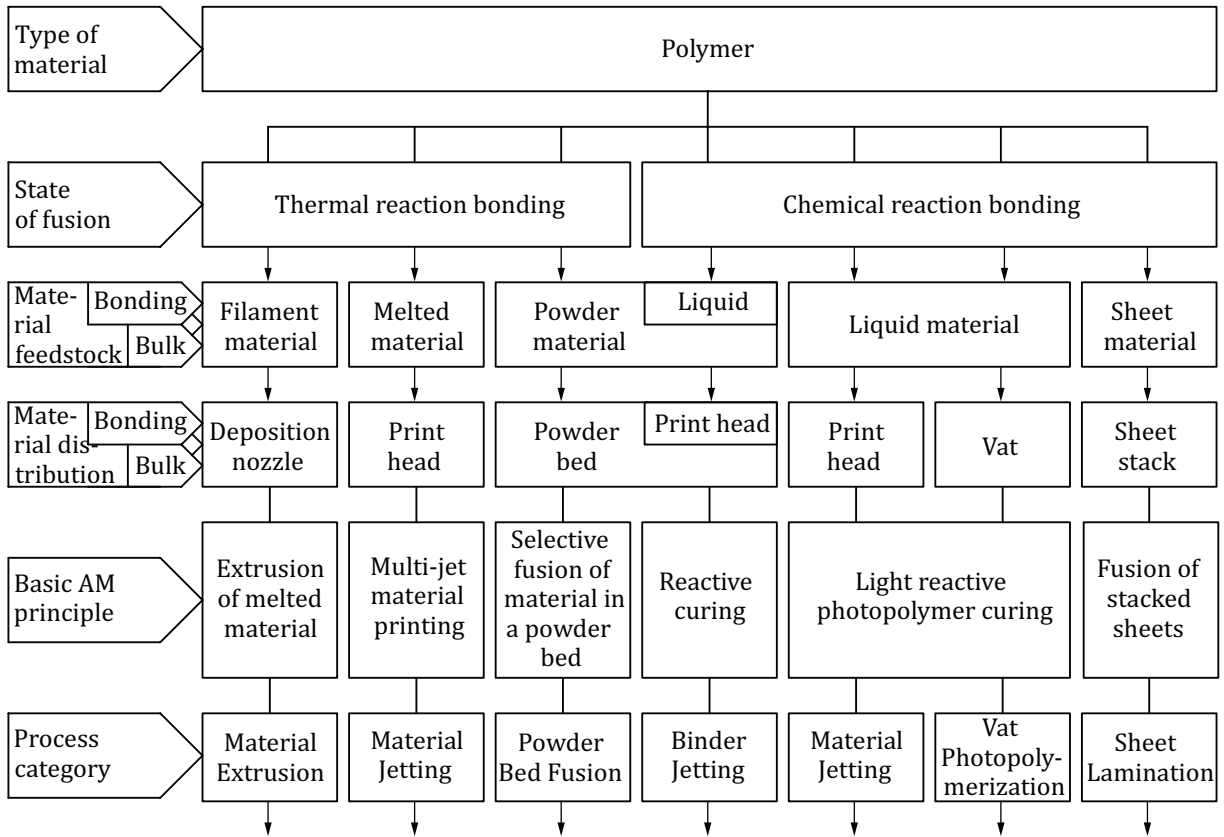 Type of
material
Polymer
State
of fusion
Thermal reaction bonding
Chemical reaction bonding
Mate-
rial
feedstock
Bonding
Bulk
Filament
material
Melted
material
Powder
material
Liquid
Liquid material
Sheet
material
Mate-
rial dis-
tribution
Bonding
Bulk
Deposition
nozzle
Print
head
Powder
bed
Print head
Print
head
Vat
Sheet
stack
Basic AM
principle
Extrusion
of melted
material
Multi-jet
material
printing
Selective
fusion of
material in
a powder
bed
Reactive
curing
Light reactive
photopolymer curing
Fusion of
stacked
sheets
Process
category
Material
Extrusion
Material
Jetting
Powder
Bed Fusion
Binder
Jetting
Material
Jetting
Vat
Photopoly-
merization
Sheet
Lamination